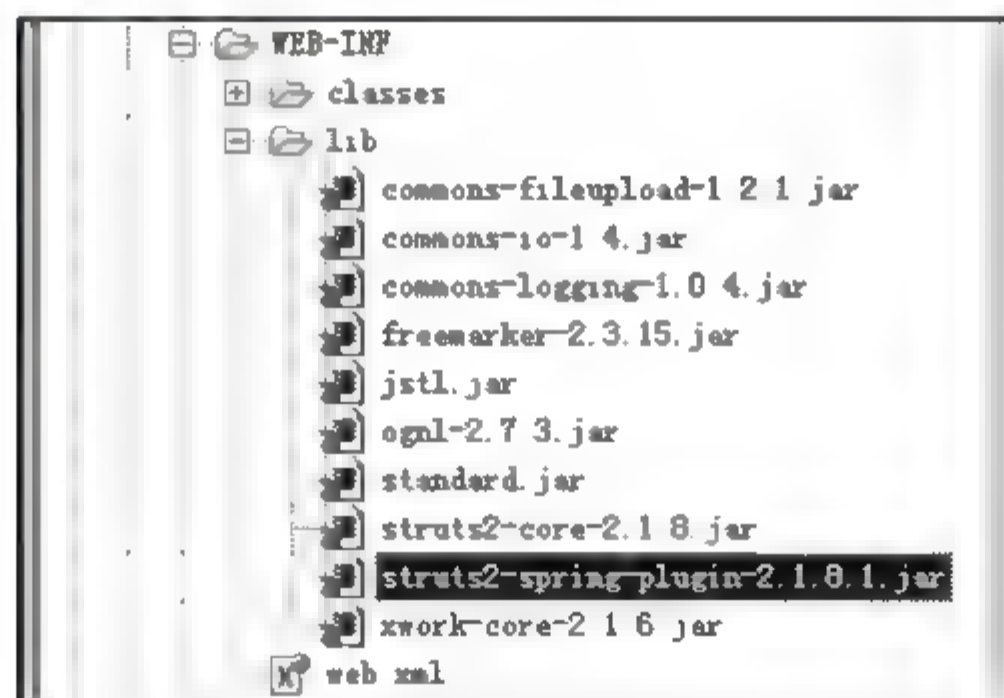 WEB-INF
classes
lib
commons-fileupload-1 2 1 jar
commons-io-1 4.jar
commons-logging-1.0 4.jar
freemarker-2.3.15.jar
jstl.jar
ognl-2.7 3.jar
standard.jar
struts2-core-2.1 8.jar
struts2-spring-plugin-2.1.8.1.jar
xwork-core-2 1 6 jar
web xml